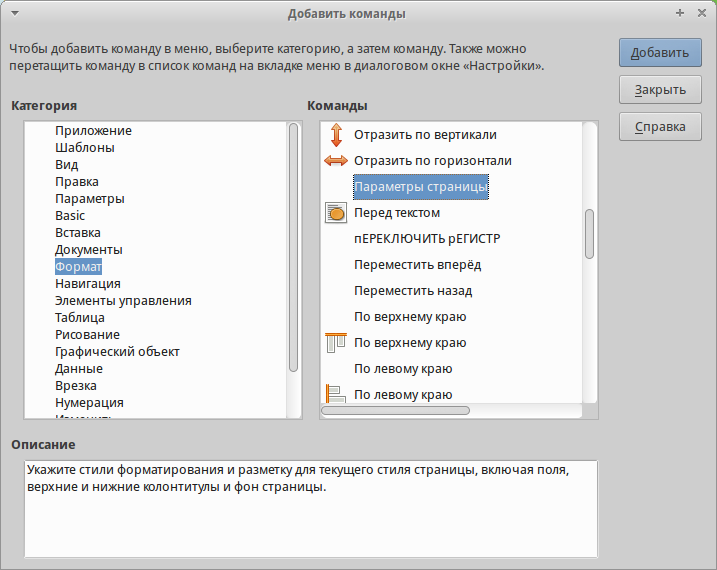 Добавить команды
Чтобы добавить команду в меню, выберите категорию, а затем команду. Также можно
перетащить команду в список команд на вкладке меню в диалоговом окне «Настройки».
Добавить
Закрыть
Справка
Категория
Приложение
Шаблоны
Вид
Правка
Параметры
Basic
Вставка
Документы
Формат
Навигация
Элементы управления
Таблица
Рисование
Графический объект
Данные
Врезка
Нумерация
Команды
Отразить по вертикали
Отразить по горизонтали
Параметры страницы
Перед текстом
пЕРЕКЛЮЧИТЬ рЕГИСТР
Переместить вперёд
Переместить назад
По верхнему краю
По верхнему краю
По левому краю
По левому краю
Описание
Укажите стили форматирования и разметку для текущего стиля страницы, включая поля,
верхние и нижние колонтитулы и фон страницы.